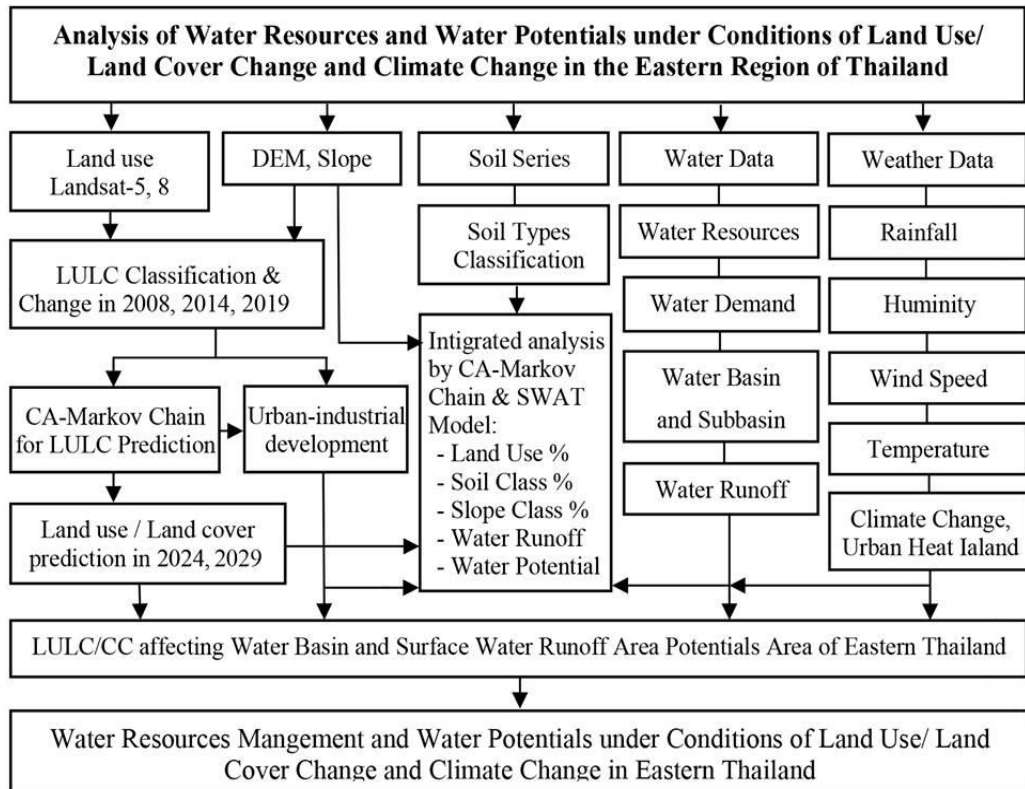 Analysis of Water Resources and Water Potentials under Conditions of Land Use/
Land Cover Change and Climate Change in the Eastern Region of Thailand
Land use
Landsat-5, 8
DEM, Slope
Soil Series
Water Data
Weather Data
Soil Types
Classification
Water Resources
Rainfall
LULC Classification &
Change in 2008, 2014, 2019
Water Demand
Huminity
Intigrated analysis
by CA-Markov
Chain & SWAT
Model:
- Land Use %
- Soil Class %
- Slope Class %
- Water Runoff
- Water Potential
Water Basin
and Subbasin
Wind Speed
CA-Markov Chain
for LULC Prediction
Urban-industrial
development
Temperature
Water Runoff
Land use / Land cover
prediction in 2024, 2029
Climate Change,
Urban Heat Ialand
LULC/CC affecting Water Basin and Surface Water Runoff Area Potentials Area of Eastern Thailand
Water Resources Mangement and Water Potentials under Conditions of Land Use/ Land
Cover Change and Climate Change in Eastern Thailand